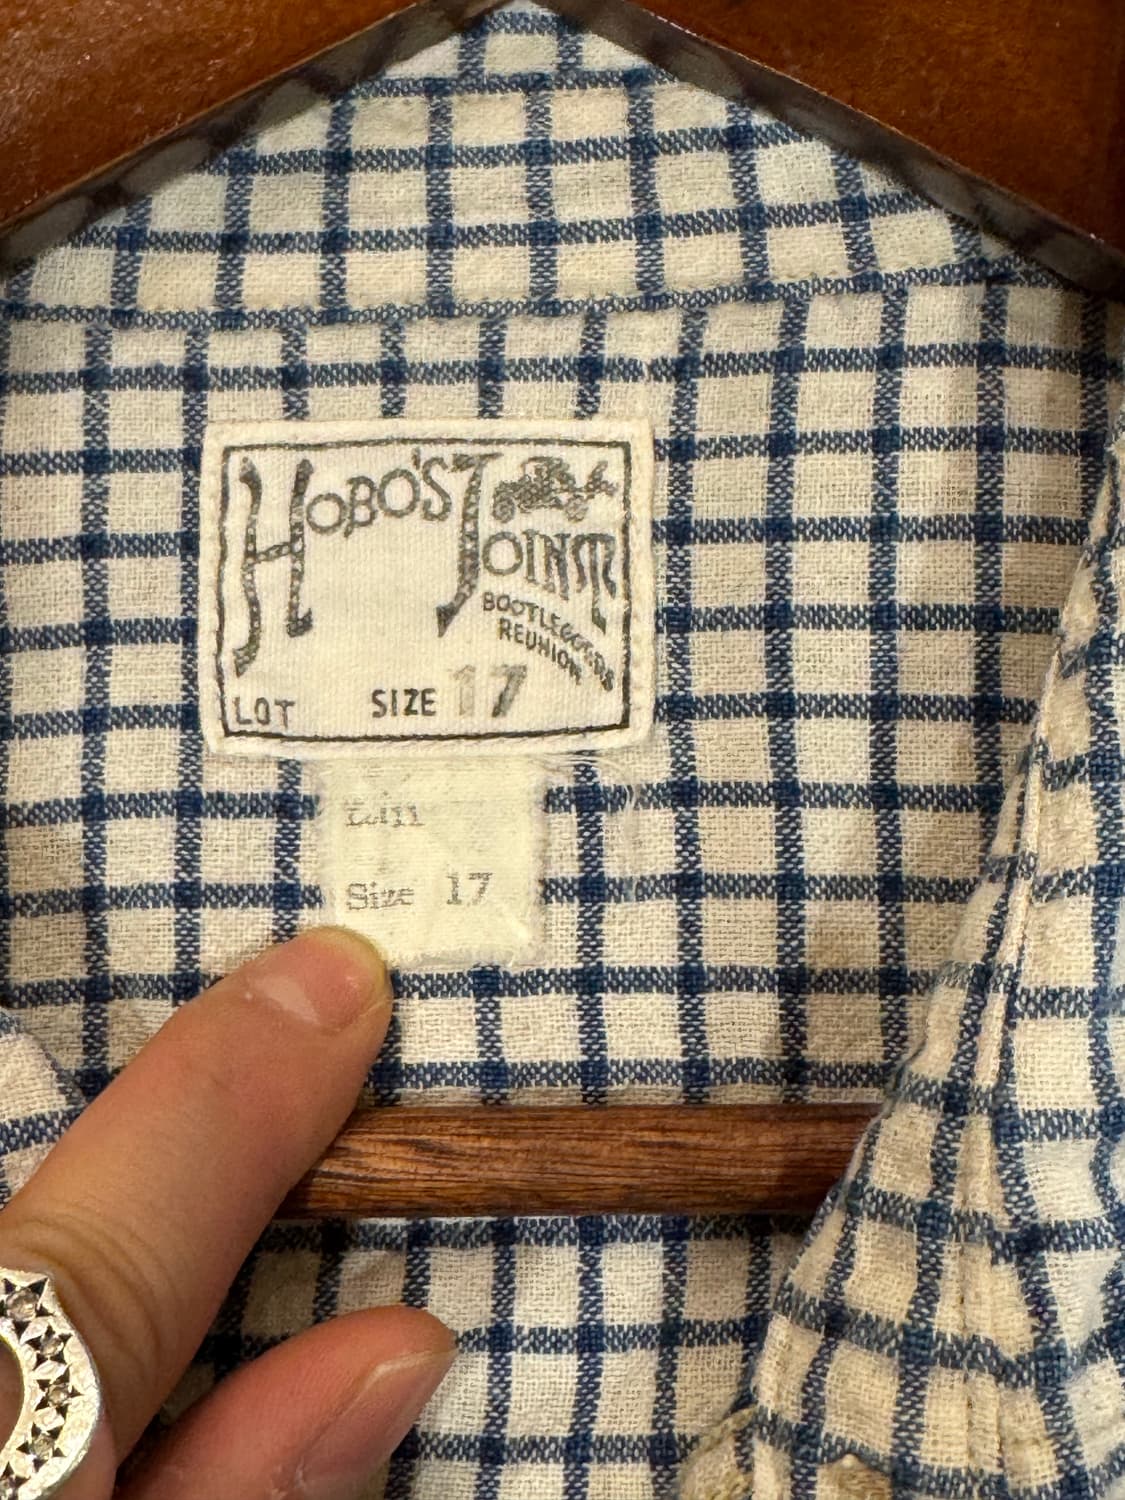 HOBO'S JOINT
BOOTLEGGERS
REUNION
LOT SIZE 17
Size 17